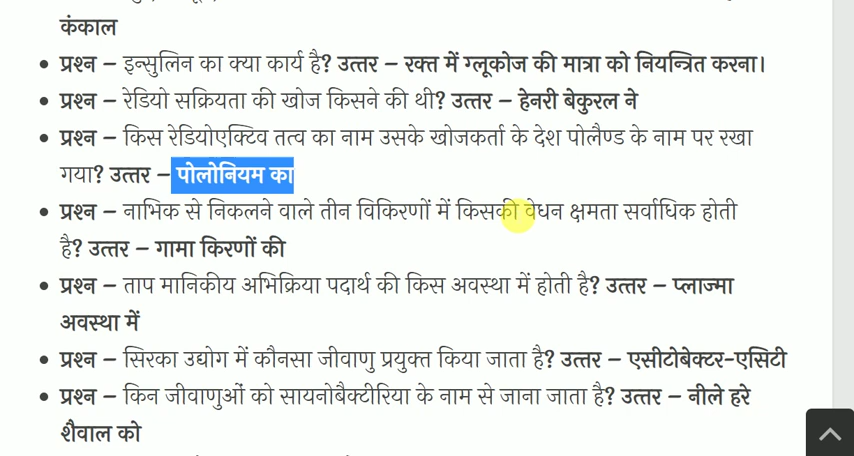 कंकाल
प्रश्न – इन्सुलिन का क्या कार्य है? उत्तर – रक्त में ग्लूकोज की मात्रा को नियन्त्रित करना।
प्रश्न – रेडियो सक्रियता की खोज किसने की थी? उत्तर – हेनरी बेकुरल ने
प्रश्न – किस रेडियोएक्टिव तत्व का नाम उसके खोजकर्ता के देश पोलैण्ड के नाम पर रखा
गया? उत्तर – पोलोनियम का
प्रश्न – नाभिक से निकलने वाले तीन विकिरणों में किसकी वेधन क्षमता सर्वाधिक होती
है? उत्तर – गामा किरणों की
प्रश्न – ताप मानिकीय अभिक्रिया पदार्थ की किस अवस्था में होती है? उत्तर – प्लाज्मा
अवस्था में
प्रश्न – सिरका उद्योग में कौनसा जीवाणु प्रयुक्त किया जाता है? उत्तर – एसीटोबेक्टर-एसिटी
प्रश्न – किन जीवाणुओं को सायनोबैक्टीरिया के नाम से जाना जाता है? उत्तर – नीले हरे
शैवाल को